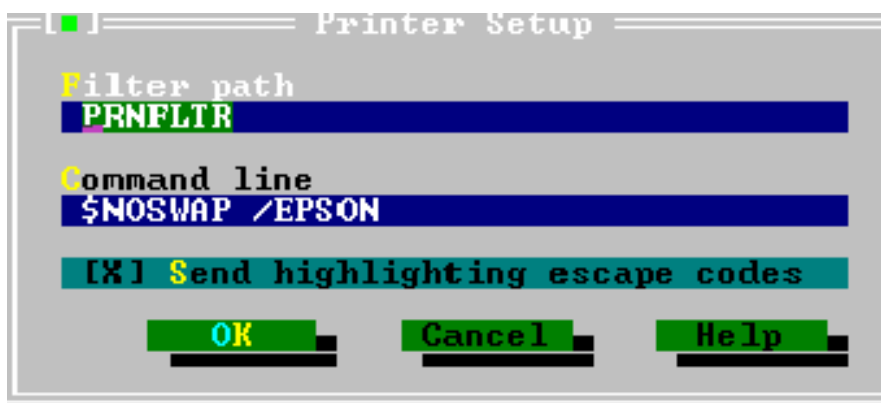 [■] Printer Setup
Filter path
PRNFLTR
Command line
$NOSWAP /EPSON
[X] Send highlighting escape codes
OK Cancel Help